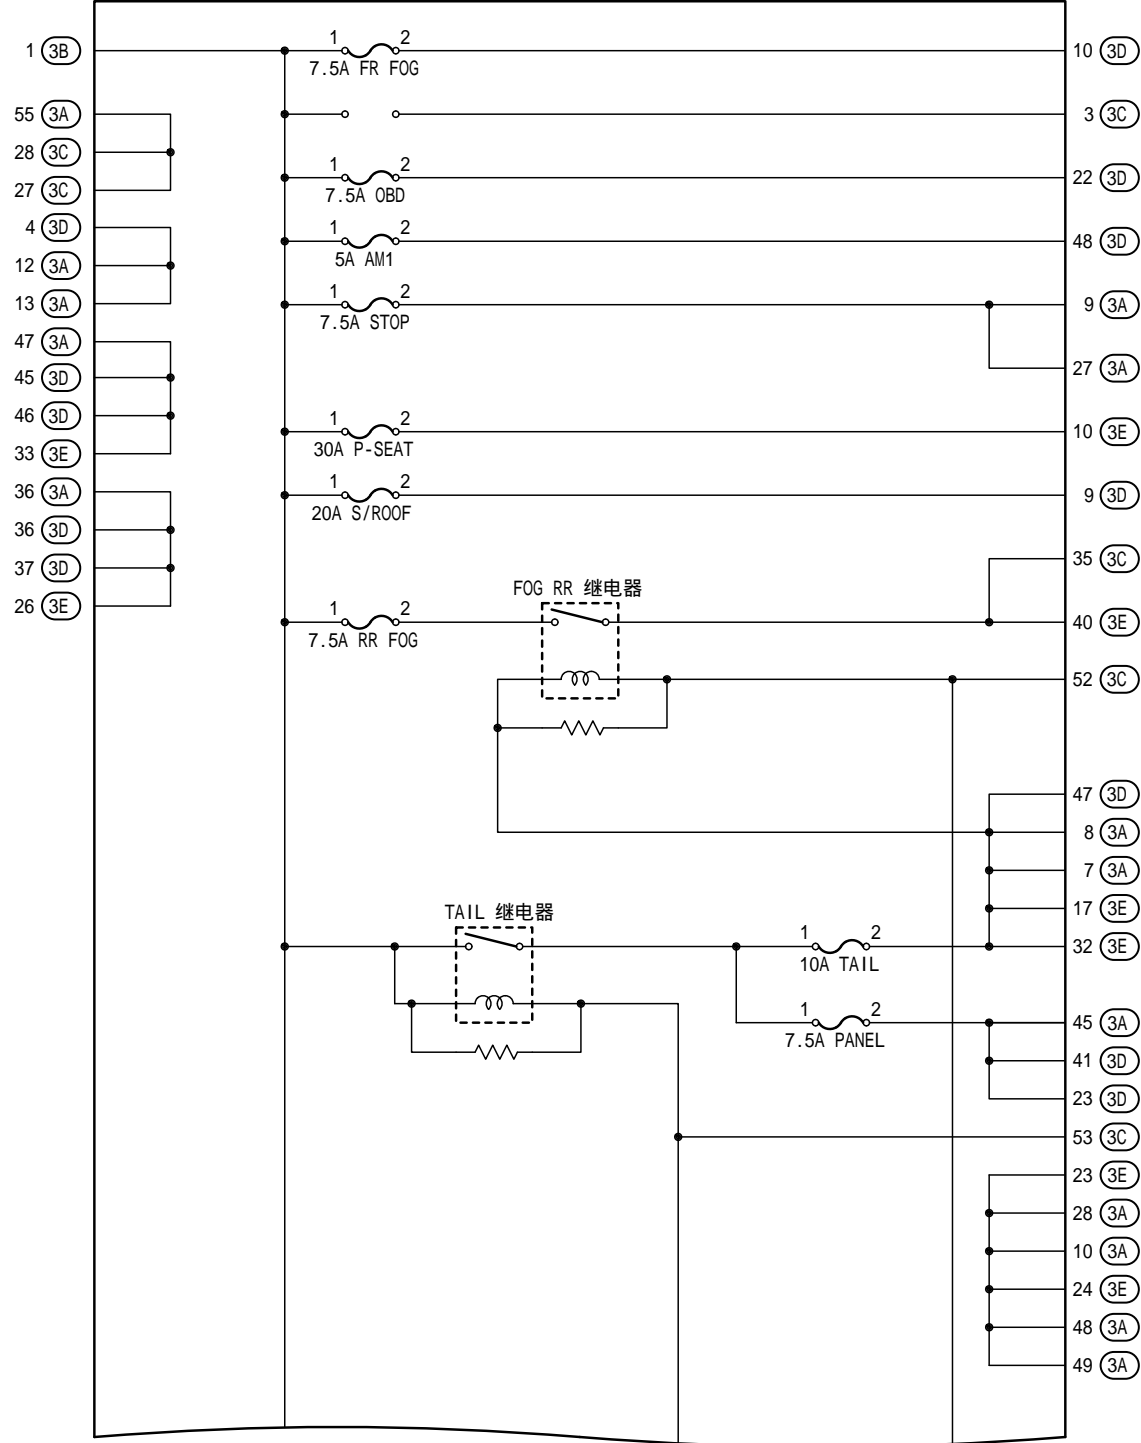 1 3B
1 2
7.5A FR FOG
10 3D
55 3A
3 3C
28 3C
1 2
7.5A OBD
22 3D
27 3C
4 3D
1 2
5A AM1
48 3D
12 3A
13 3A
1 2
7.5A STOP
9 3A
47 3A
27 3A
45 3D
46 3D
1 2
30A P-SEAT
10 3E
33 3E
36 3A
1 2
20A S/ROOF
9 3D
36 3D
35 3C
37 3D
FOG RR 继电器
26 3E
1 2
7.5A RR FOG
40 3E
52 3C
47 3D
8 3A
7 3A
17 3E
TAIL 继电器
1 2
10A TAIL
32 3E
1 2
7.5A PANEL
45 3A
41 3D
23 3D
53 3C
23 3E
28 3A
10 3A
24 3E
48 3A
49 3A